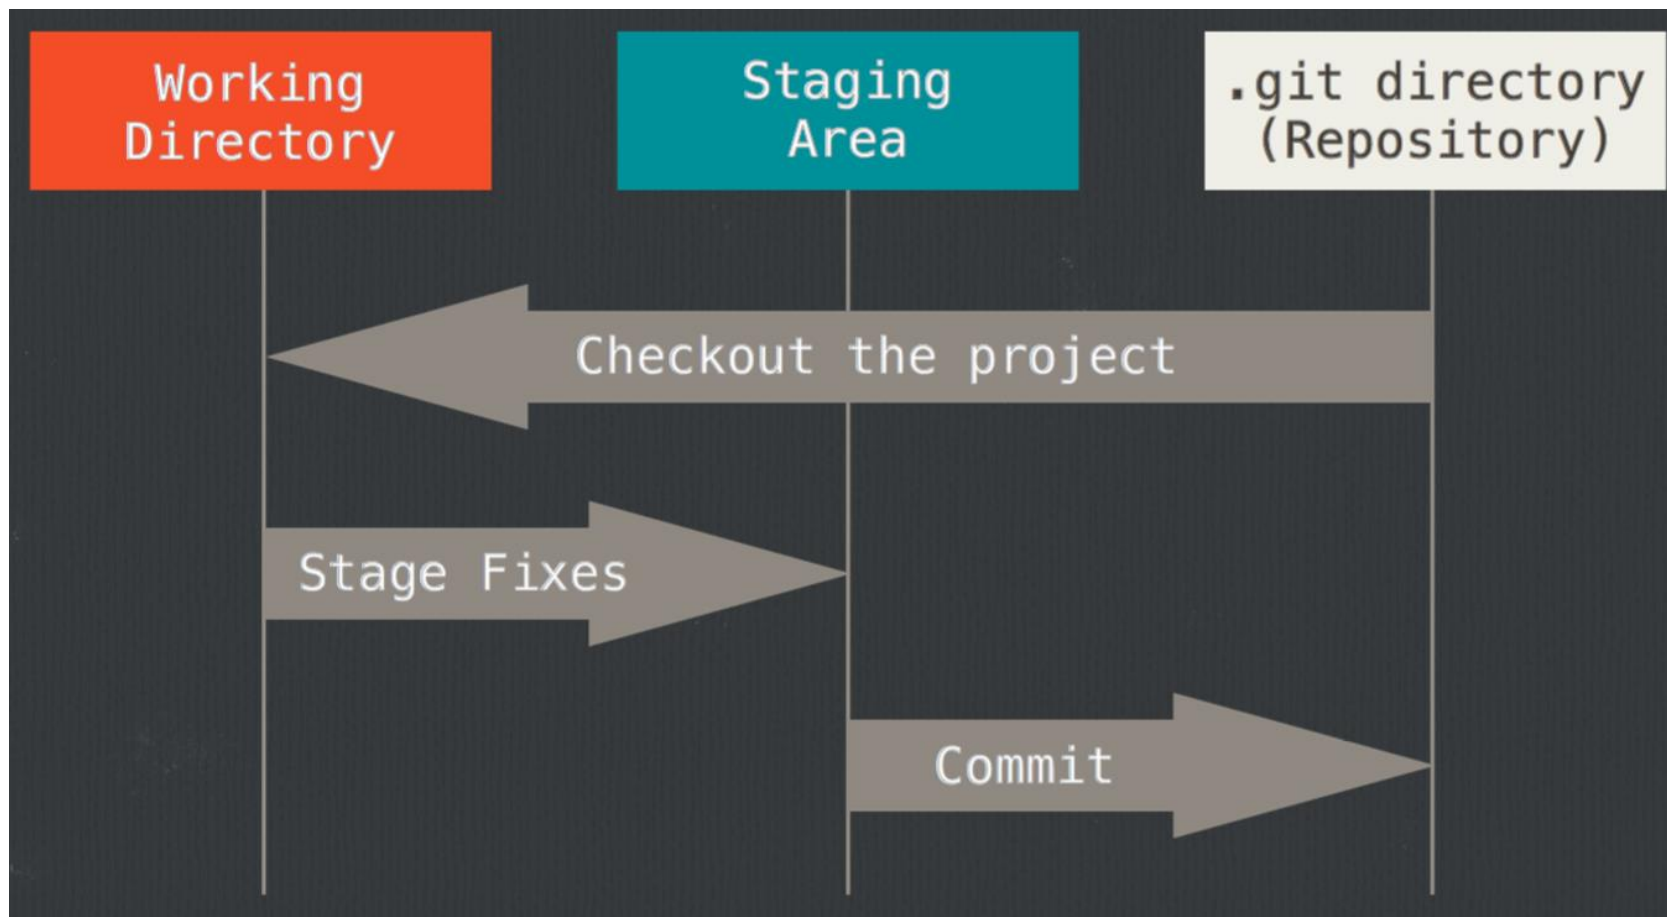 Working
Directory
Staging
Area
.git directory
(Repository)
Checkout the project
Stage Fixes
Commit